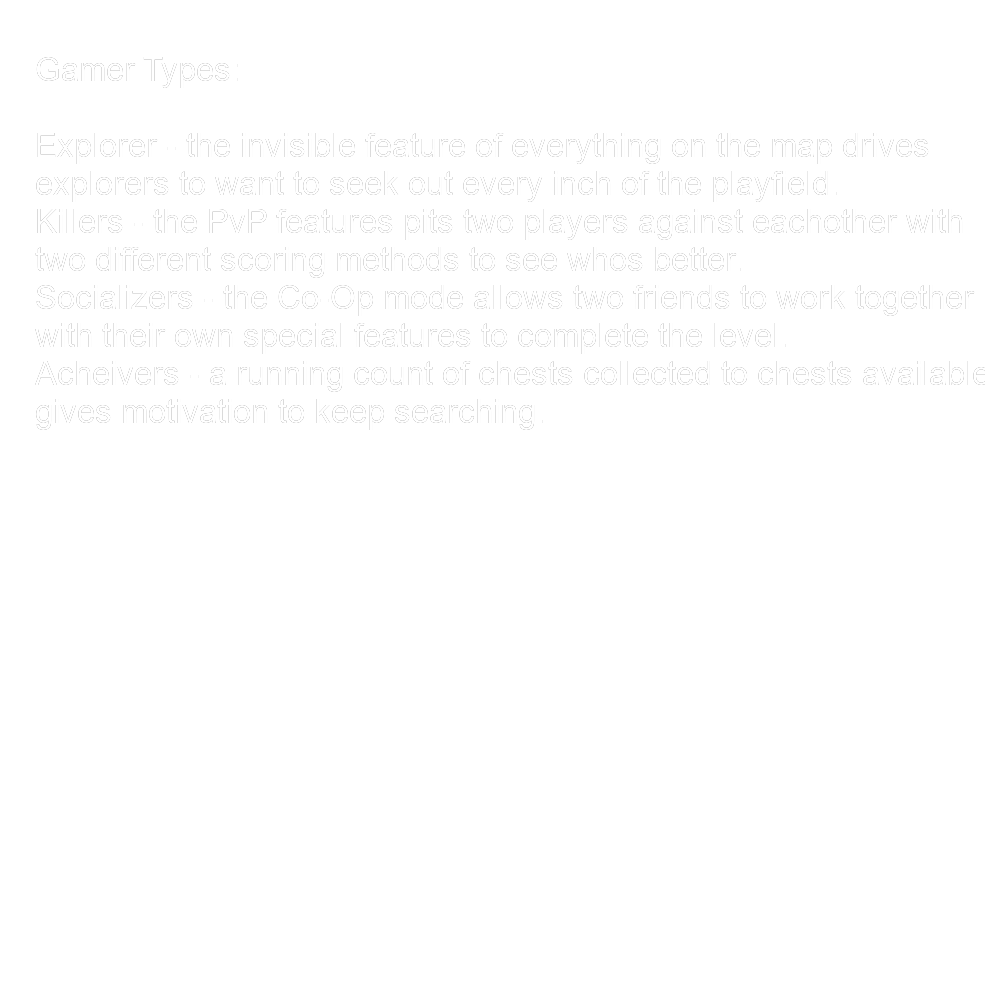 Gamer Types:
Explorer - the invisible feature of everything on the map drives
explorers to want to seek out every inch of the playfield.
Killers - the PvP features pits two players against eachother with
two different scoring methods to see whos better.
Socializers - the Co-Op mode allows two friends to work together
with their own special features to complete the level.
Acheivers - a running count of chests collected to chests available
gives motivation to keep searching.